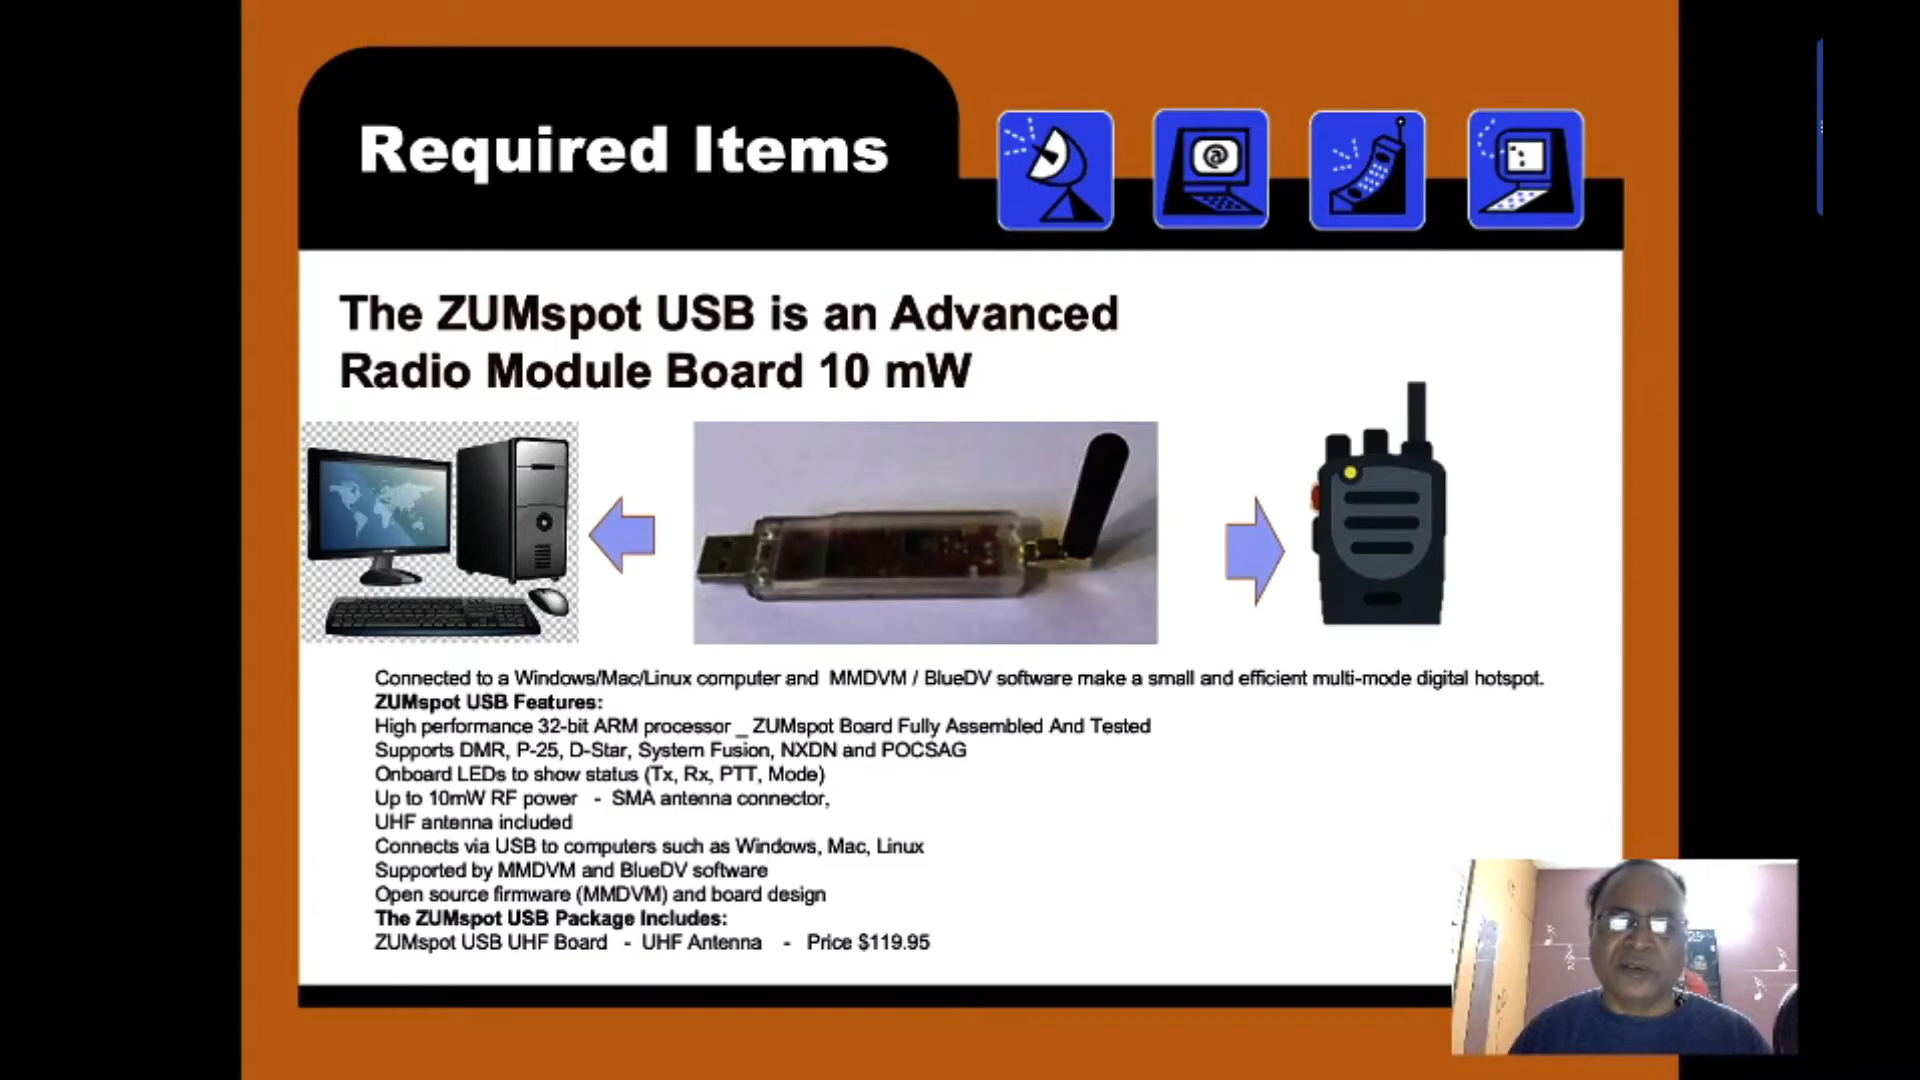 Required Items
The ZUMspot USB is an Advanced
Radio Module Board 10 mW
Connected to a Windows/Mac/Linux computer and MMDVM / BlueDV software make a small and efficient multi-mode digital hotspot.
ZUMspot USB Features:
High performance 32-bit ARM processor _ ZUMspot Board Fully Assembled And Tested
Supports DMR, P-25, D-Star, System Fusion, NXDN and POCSAG
Onboard LEDs to show status (Tx, Rx, PTT, Mode)
Up to 10mW RF power - SMA antenna connector,
UHF antenna included
Connects via USB to computers such as Windows, Mac, Linux
Supported by MMDVM and BlueDV software
Open source firmware (MMDVM) and board design
The ZUMspot USB Package Includes:
ZUMspot USB UHF Board - UHF Antenna - Price $119.95